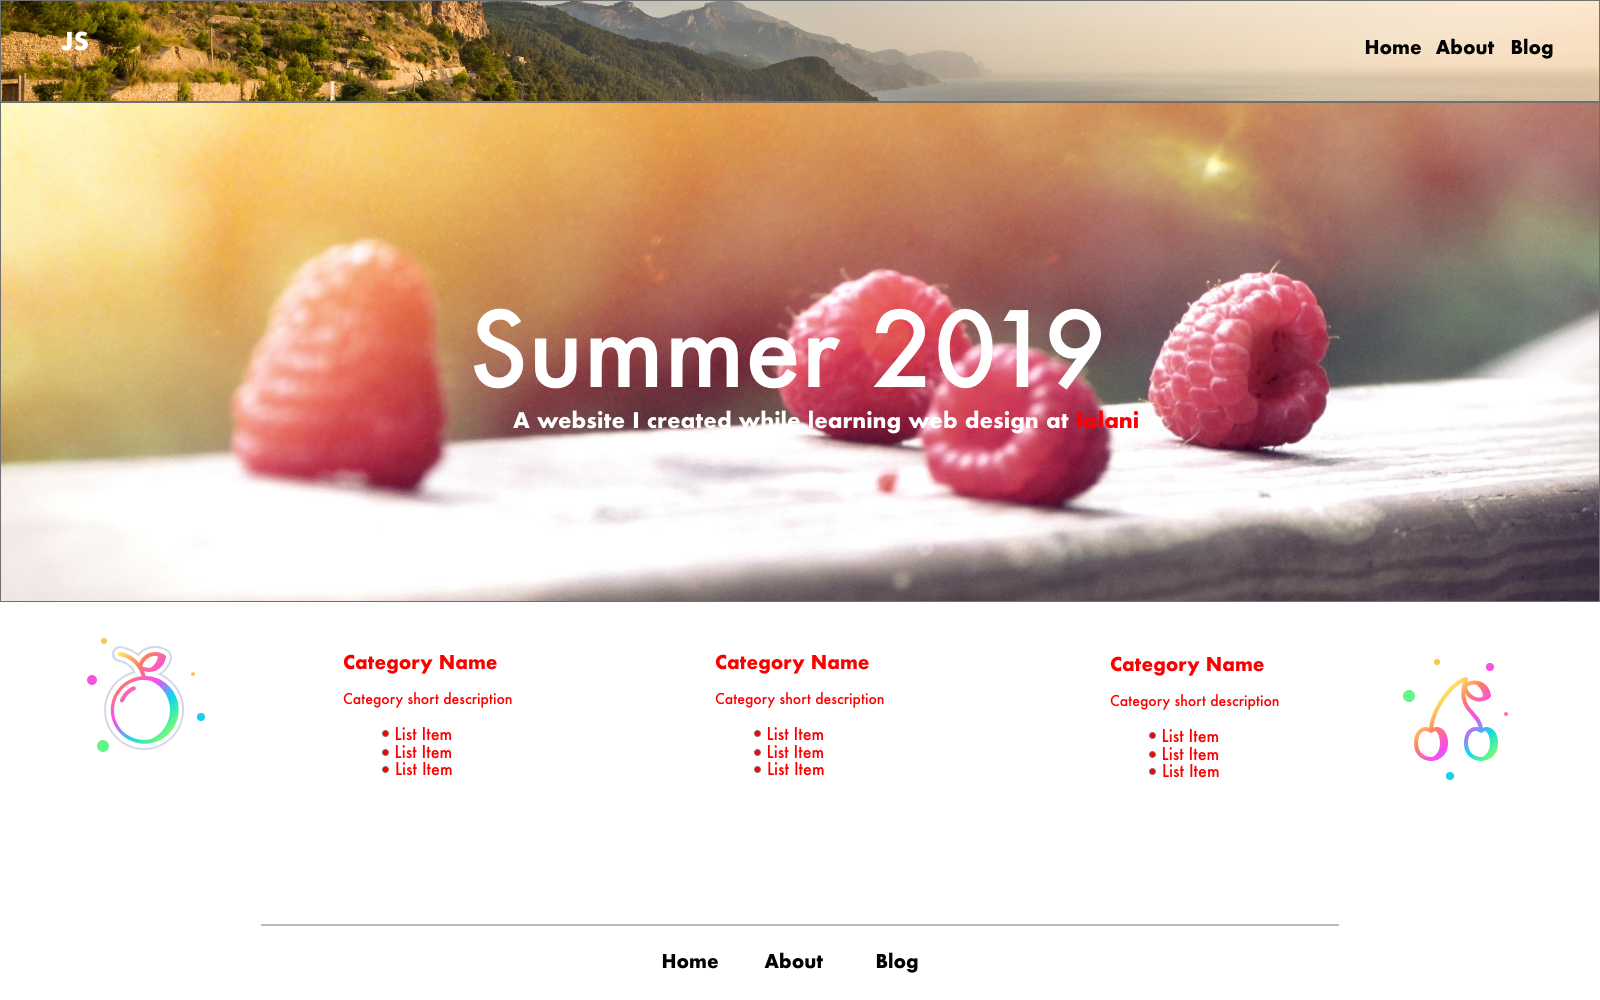 JS
Home About Blog
Summer 2019
A website I created while learning web design at Iolani
Category Name
Category short description
List Item
List Item
List Item
Category Name
Category short description
List Item
List Item
List Item
Category Name
Category short description
List Item
List Item
List Item
Home About Blog